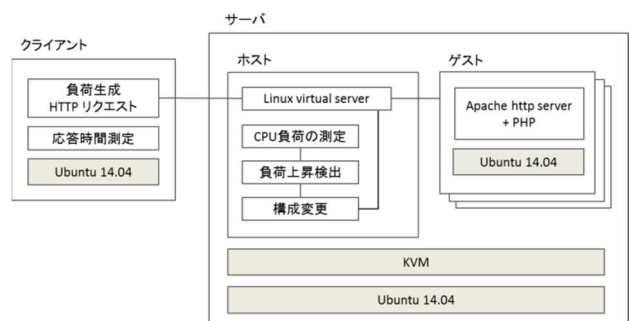 サーバ
クライアント
負荷生成
HTTP リクエスト
応答時間測定
Ubuntu 14.04
ホスト
Linux virtual server
CPU負荷の測定
負荷上昇検出
構成変更
ゲスト
Apache http server
+ PHP
Ubuntu 14.04
KVM
Ubuntu 14.04